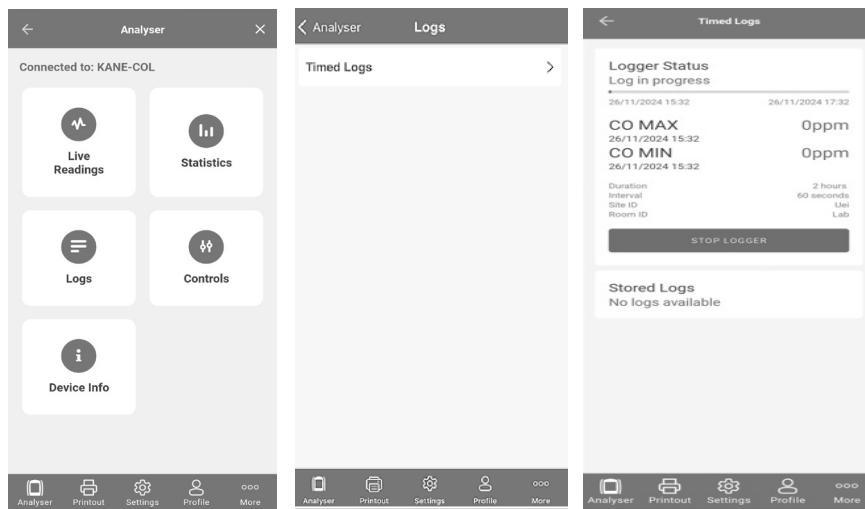 Analyser
Connected to: KANE-COL
Live
Readings
Statistics
Logs
Controls
Device Info
Analyser Printout Settings Profile More
Analyser Logs
Timed Logs
Analyser Printout Settings Profile More
Timed Logs
Logger Status
Log in progress
26/11/2024 15:32 26/11/2024 17:32
CO MAX 0ppm
26/11/2024 15:32
CO MIN 0ppm
26/11/2024 15:32
Duration 2 hours
Interval 60 seconds
Site ID Uei
Room ID Lab
STOP LOGGER
Stored Logs
No logs available
Analyser Printout Settings Profile More